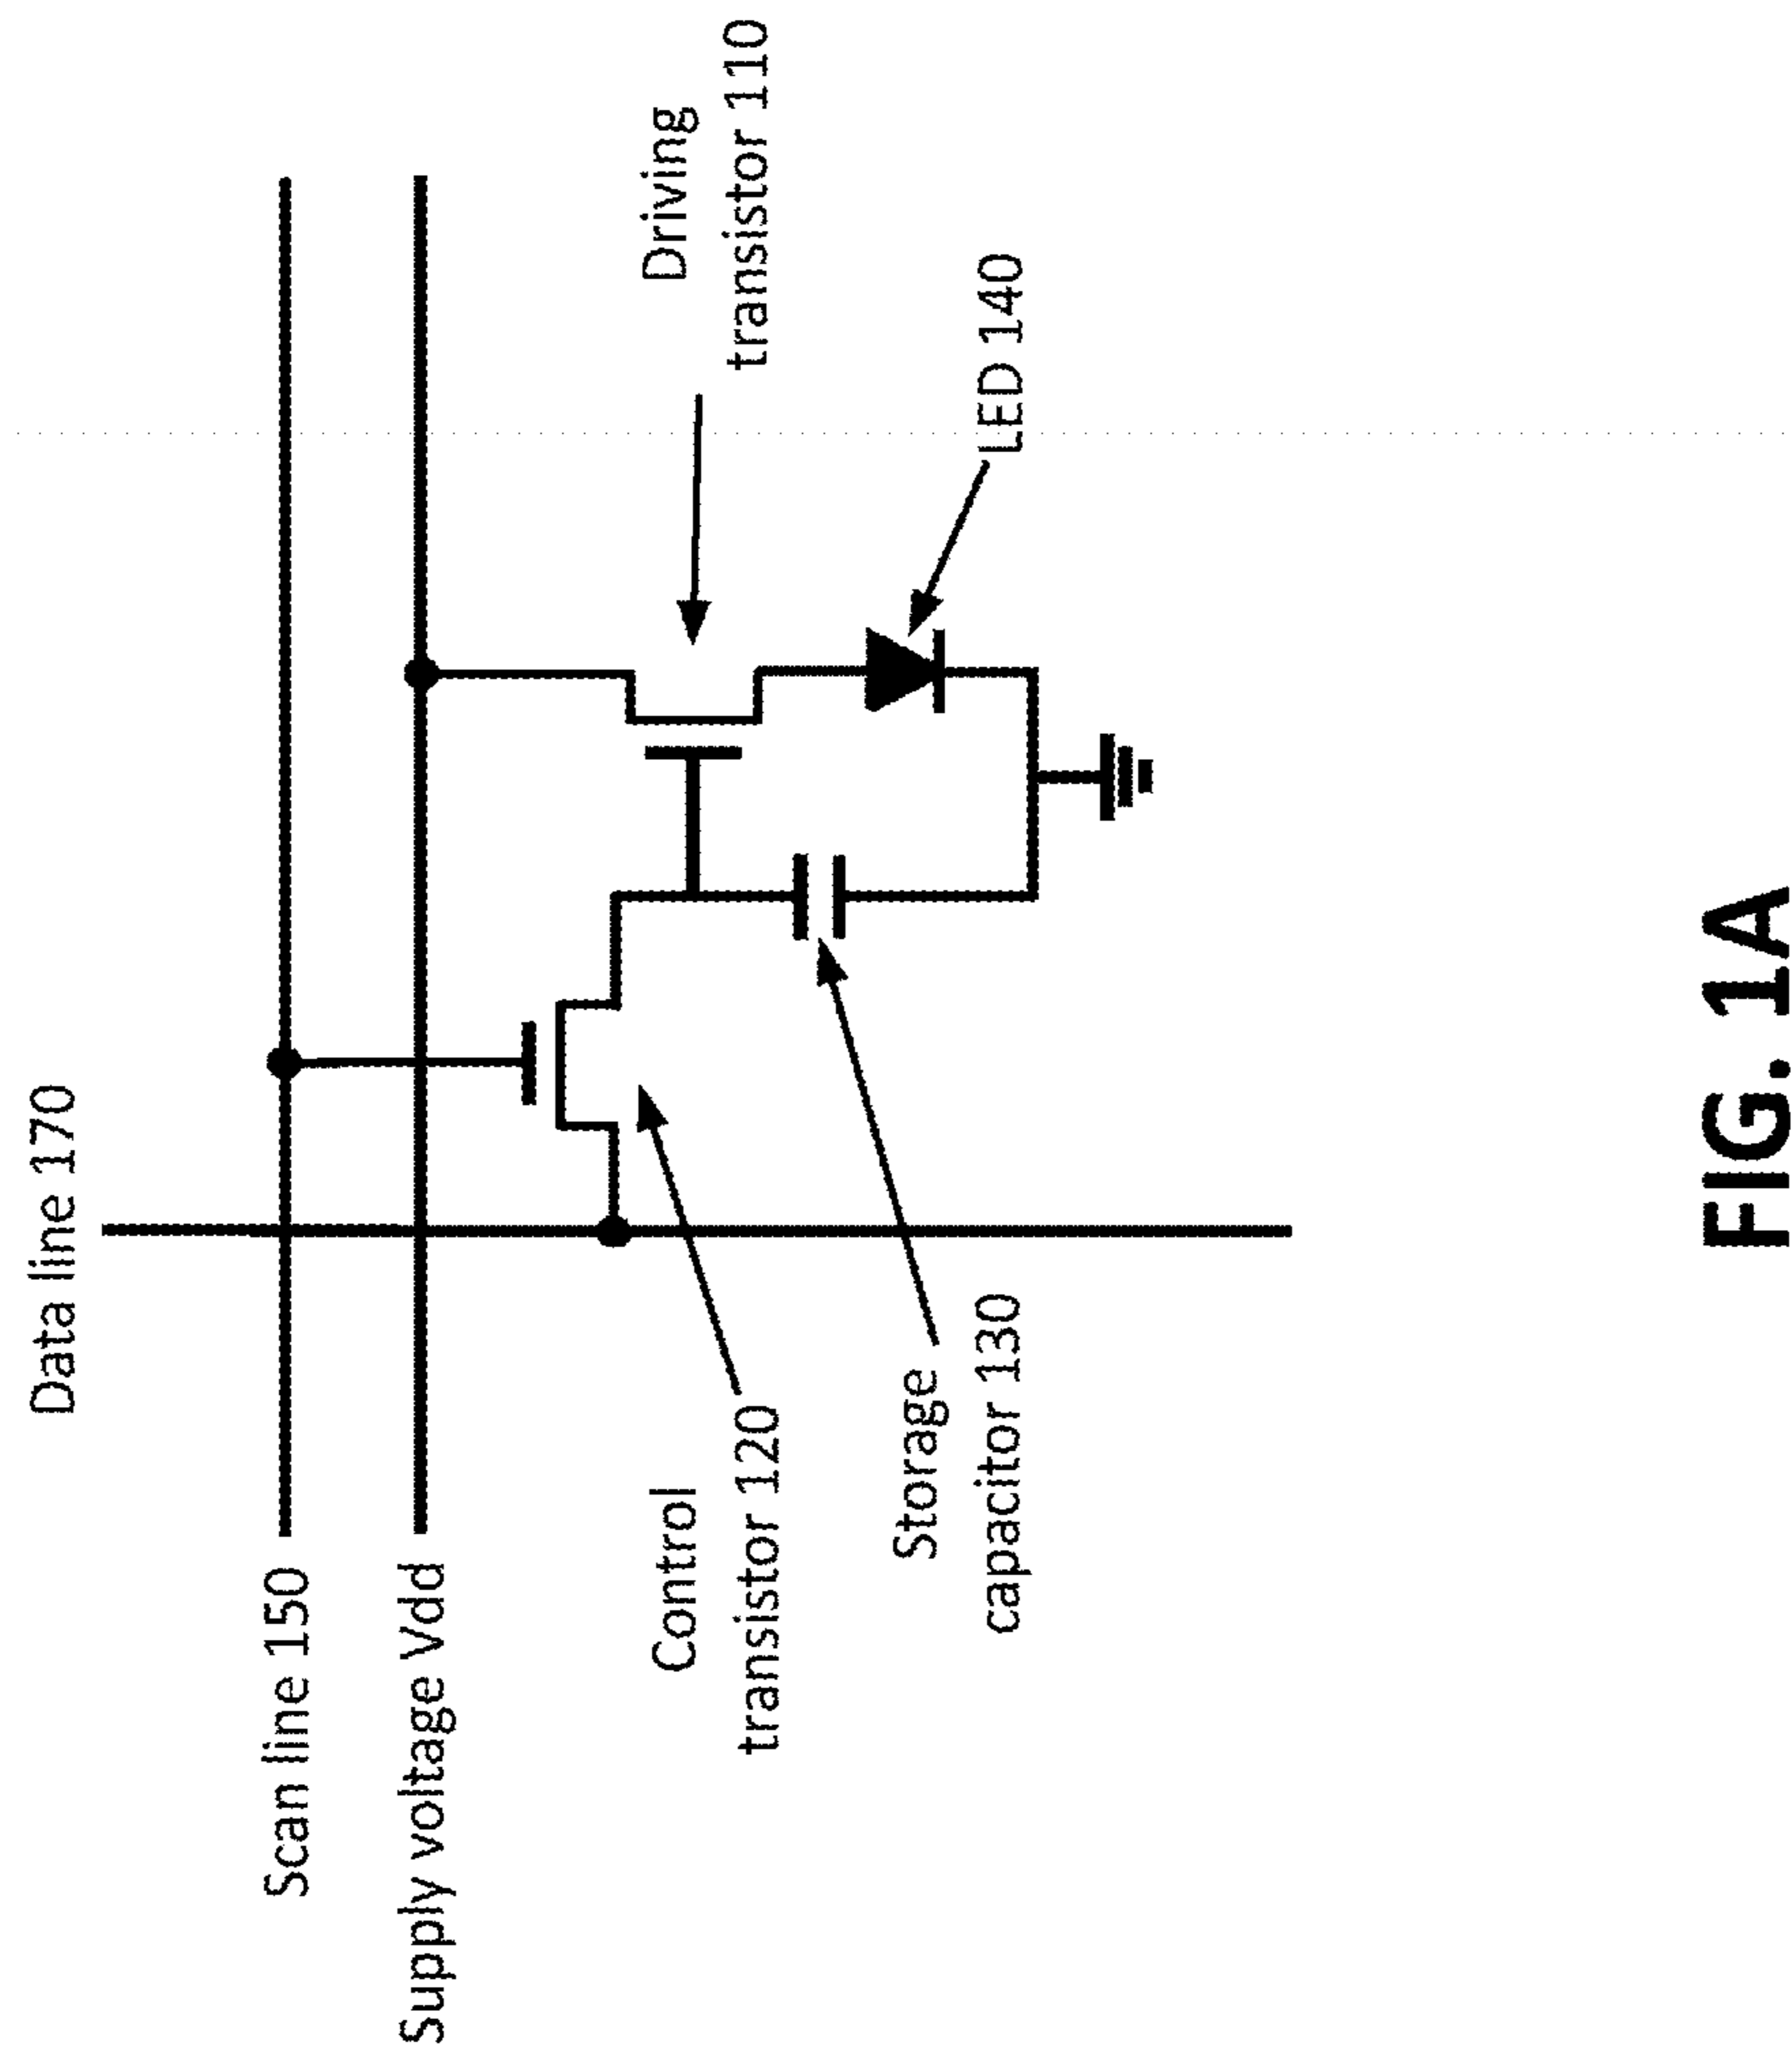 Data line 170
Scan line 150
Supply voltage Vdd
Control
transistor 120
Storage
capacitor 130
Driving
transistor 110
LED 140
FIG. 1A